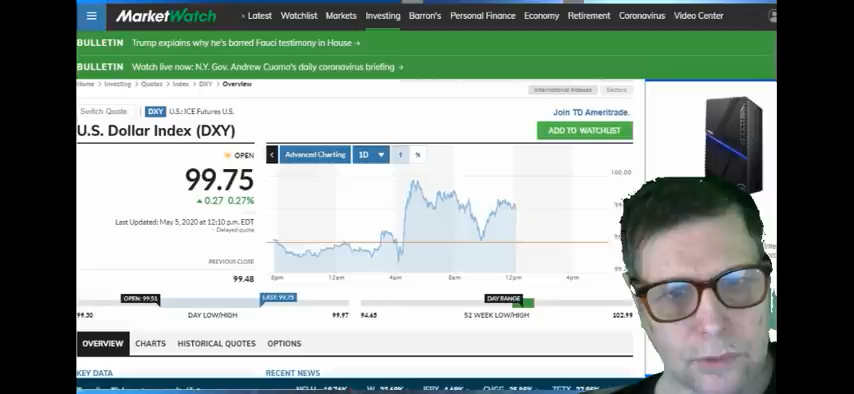 MarketWatch
Latest Watchlist Markets Investing Barron's Personal Finance Economy Retirement Coronavirus Video Center
BULLETIN Trump explains why he's barred Fauci testimony in House →
BULLETIN Watch live now: N.Y. Gov. Andrew Cuomo's daily coronavirus briefing →
Home Investing Quotes Index DXY Overview
International Indexes Sectors
Switch Quote DXY U.S.: ICE Futures U.S.
Join TD Ameritrade.
U.S. Dollar Index (DXY)
ADD TO WATCHLIST
OPEN
99.75
0.27 0.27%
Last Updated: May 5, 2020 at 12:10 p.m. EDT
Delayed quote
PREVIOUS CLOSE
99.48
Advanced Charting 1D %
100.00
8pm 12am 4am 8am 12pm 4pm
OPEN: 99.51 LAST: 99.75 DAY RANGE
99.30 DAY LOW/HIGH 99.97 94.65 52 WEEK LOW/HIGH 102.99
OVERVIEW CHARTS HISTORICAL QUOTES OPTIONS
KEY DATA RECENT NEWS